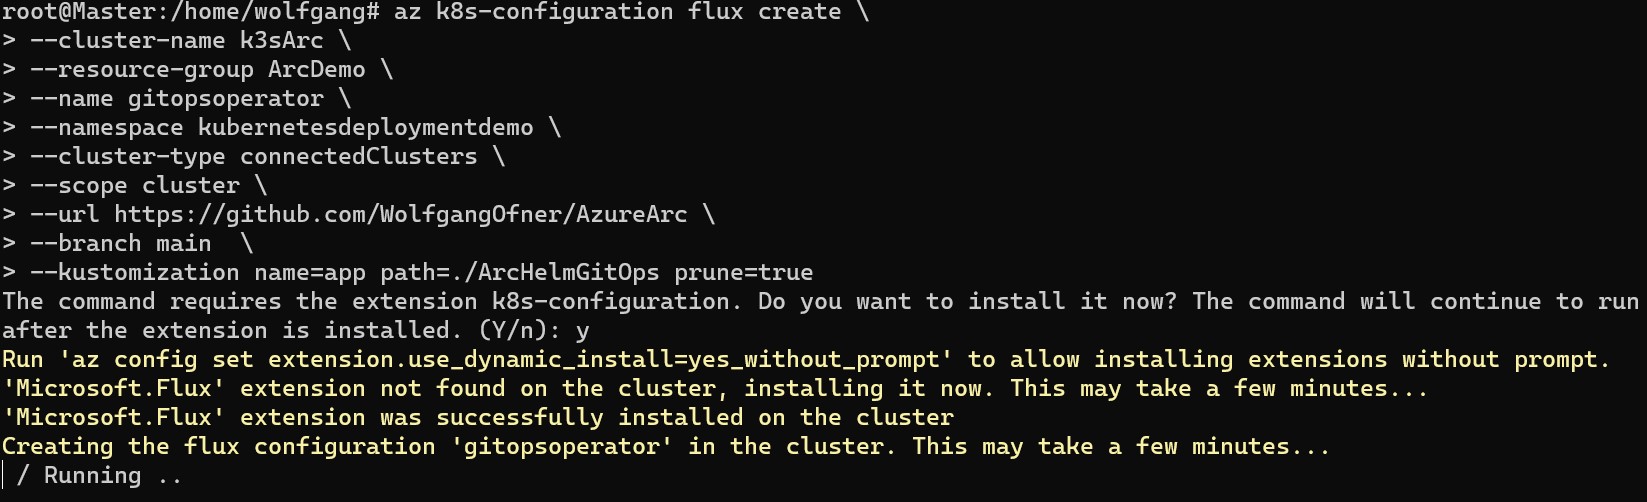 root@Master:/home/wolfgang# az k8s-configuration flux create \
> --cluster-name k3sArc \
> --resource-group ArcDemo \
> --name gitopsoperator \
> --namespace kubernetesdeploymentdemo \
> --cluster-type connectedClusters \
> --scope cluster \
> --url https://github.com/WolfgangOfner/AzureArc \
> --branch main  \
> --kustomization name=app path=./ArcHelmGitOps prune=true
The command requires the extension k8s-configuration. Do you want to install it now? The command will continue to run
after the extension is installed. (Y/n): y
Run 'az config set extension.use_dynamic_install=yes_without_prompt' to allow installing extensions without prompt.
'Microsoft.Flux' extension not found on the cluster, installing it now. This may take a few minutes...
'Microsoft.Flux' extension was successfully installed on the cluster
Creating the flux configuration 'gitopsoperator' in the cluster. This may take a few minutes...
/ Running ..